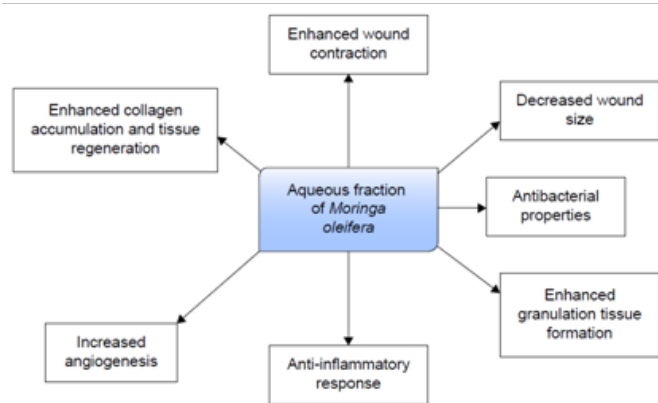 Enhanced wound
contraction
Enhanced collagen
accumulation and tissue
regeneration
Decreased wound
size
Aqueous fraction
of Moringa
oleifera
Antibacterial
properties
Enhanced
granulation tissue
formation
Increased
angiogenesis
Anti-inflammatory
response